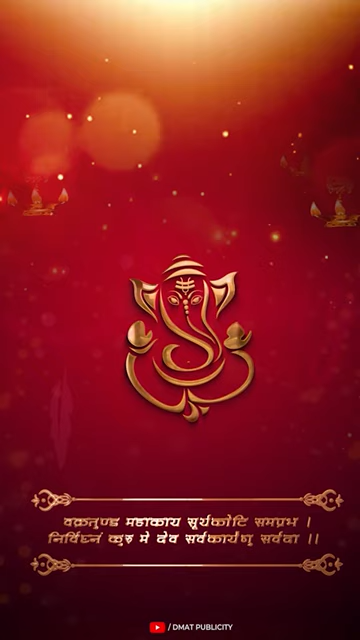 वक्रतुण्ड महाकाय सूर्यकोटि समप्रभ ।
निर्विघ्नं कुरु मे देव सर्वकार्येषु सर्वदा ।।
/ DMAT PUBLICITY